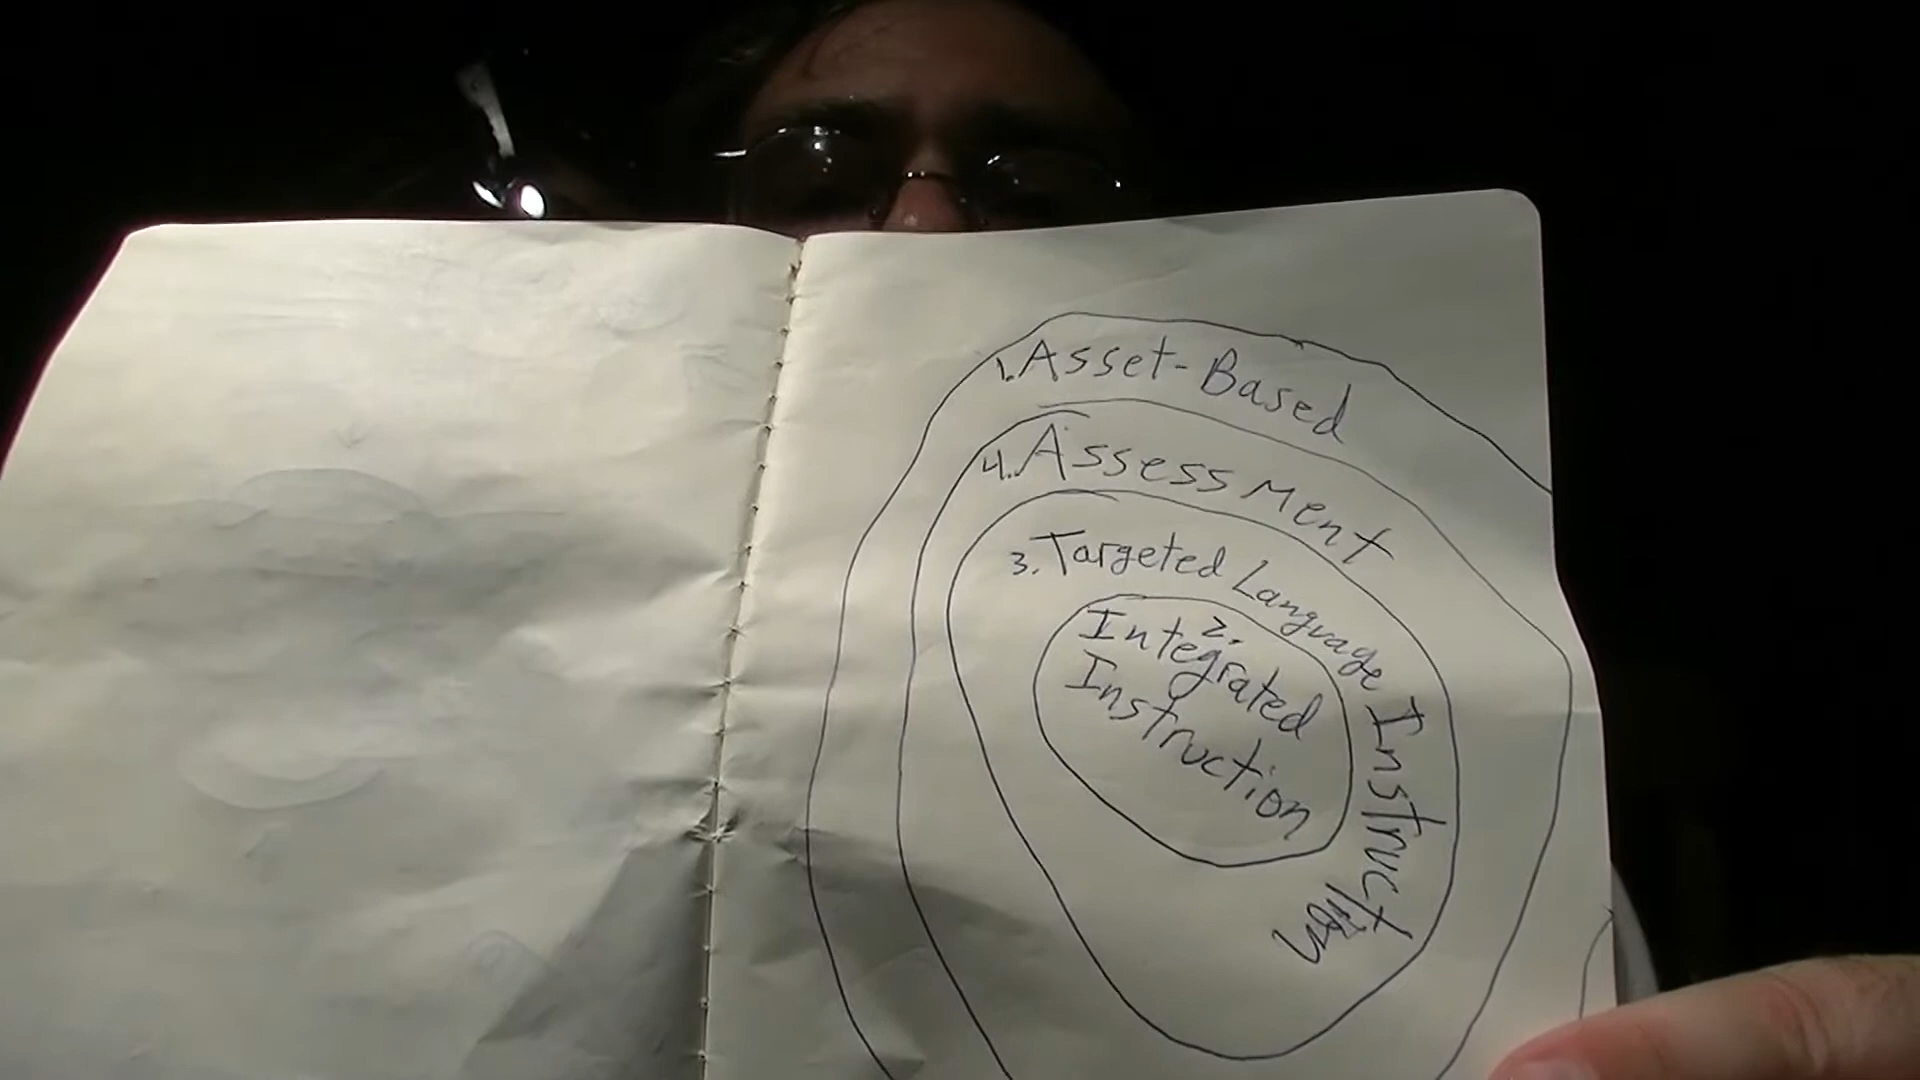 1. Asset-Based
4. Assessment
3. Targeted Language Instruction
2.
Integrated
Instruction